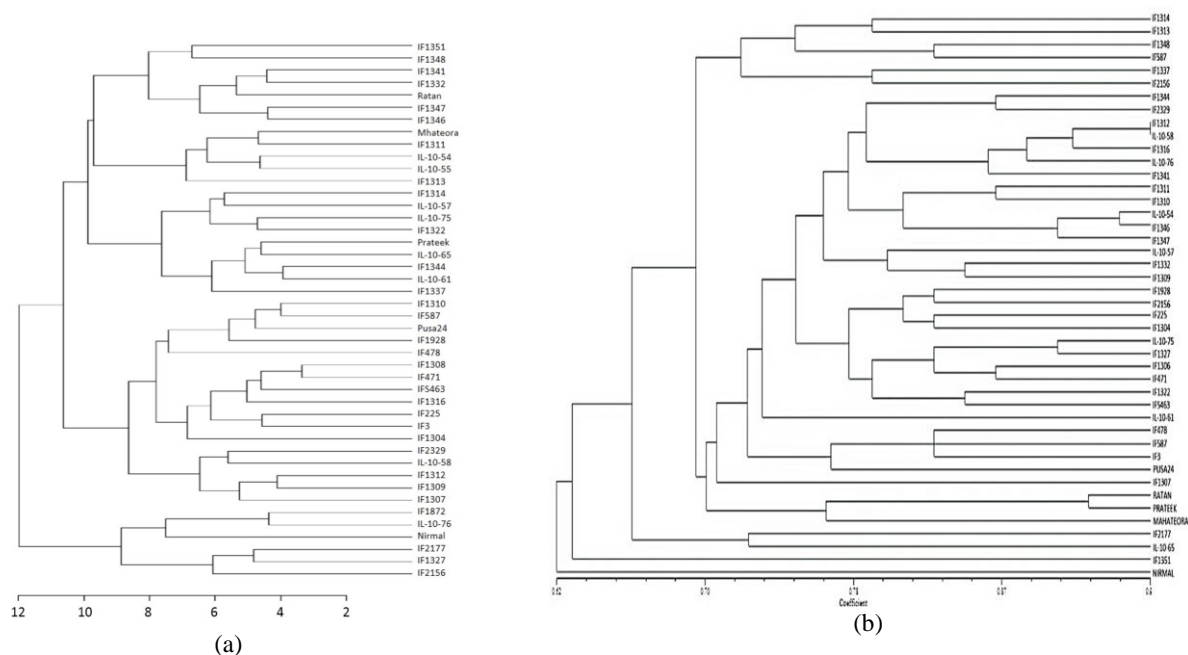 IF1351
IF1348
IF1341
IF1332
Ratan
IF1347
IF1346
Mhateora
IF1311
IL-10-54
IL-10-55
IF1313
IF1314
IL-10-57
IL-10-75
IF1322
Prateek
IL-10-65
IF1344
IL-10-61
IF1337
IF1310
IF587
Pusa24
IF1928
IF478
IF1308
IF471
IF5463
IF1316
IF225
IF3
IF1304
IF2329
IL-10-58
IF1312
IF1309
IF1307
IF1872
IL-10-76
Nirmal
IF2177
IF1327
IF2156
12 10 8 6 4 2
(a)
IF1314
IF1313
IF1348
IF587
IF1337
IF2156
IF1344
IF2329
IF1312
IL-10-58
IF1316
IL-10-76
IF1341
IF1311
IF1310
IL-10-54
IF1346
IF1347
IL-10-57
IF1332
IF1309
IF1928
IF2156
IF225
IF1304
IL-10-75
IF1327
IF1306
IF471
IF1322
IF5463
IL-10-61
IF478
IF587
IF3
PUSA24
IF1307
RATAN
PRATEEK
MAHATEORA
IF2177
IL-10-65
IF1351
NIRMAL
Coefficient
(b)